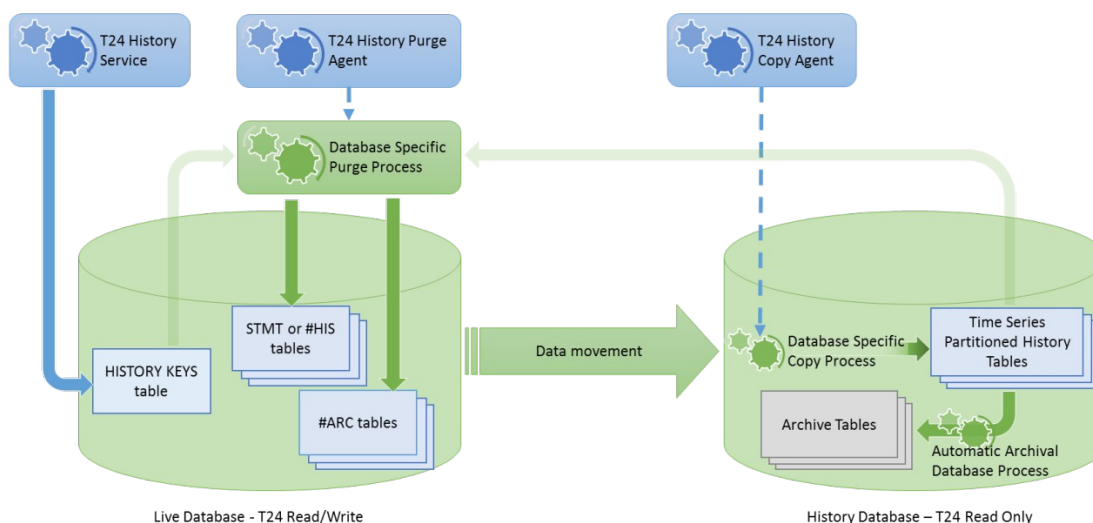 T24 History
Service
T24 History Purge
Agent
T24 History
Copy Agent
Database Specific
Purge Process
STMT or #HIS
tables
HISTORY KEYS
table
#ARC tables
Data movement
Database Specific
Copy Process
Time Series
Partitioned History
Tables
Archive Tables
Automatic Archival
Database Process
Live Database - T24 Read/Write
History Database – T24 Read Only